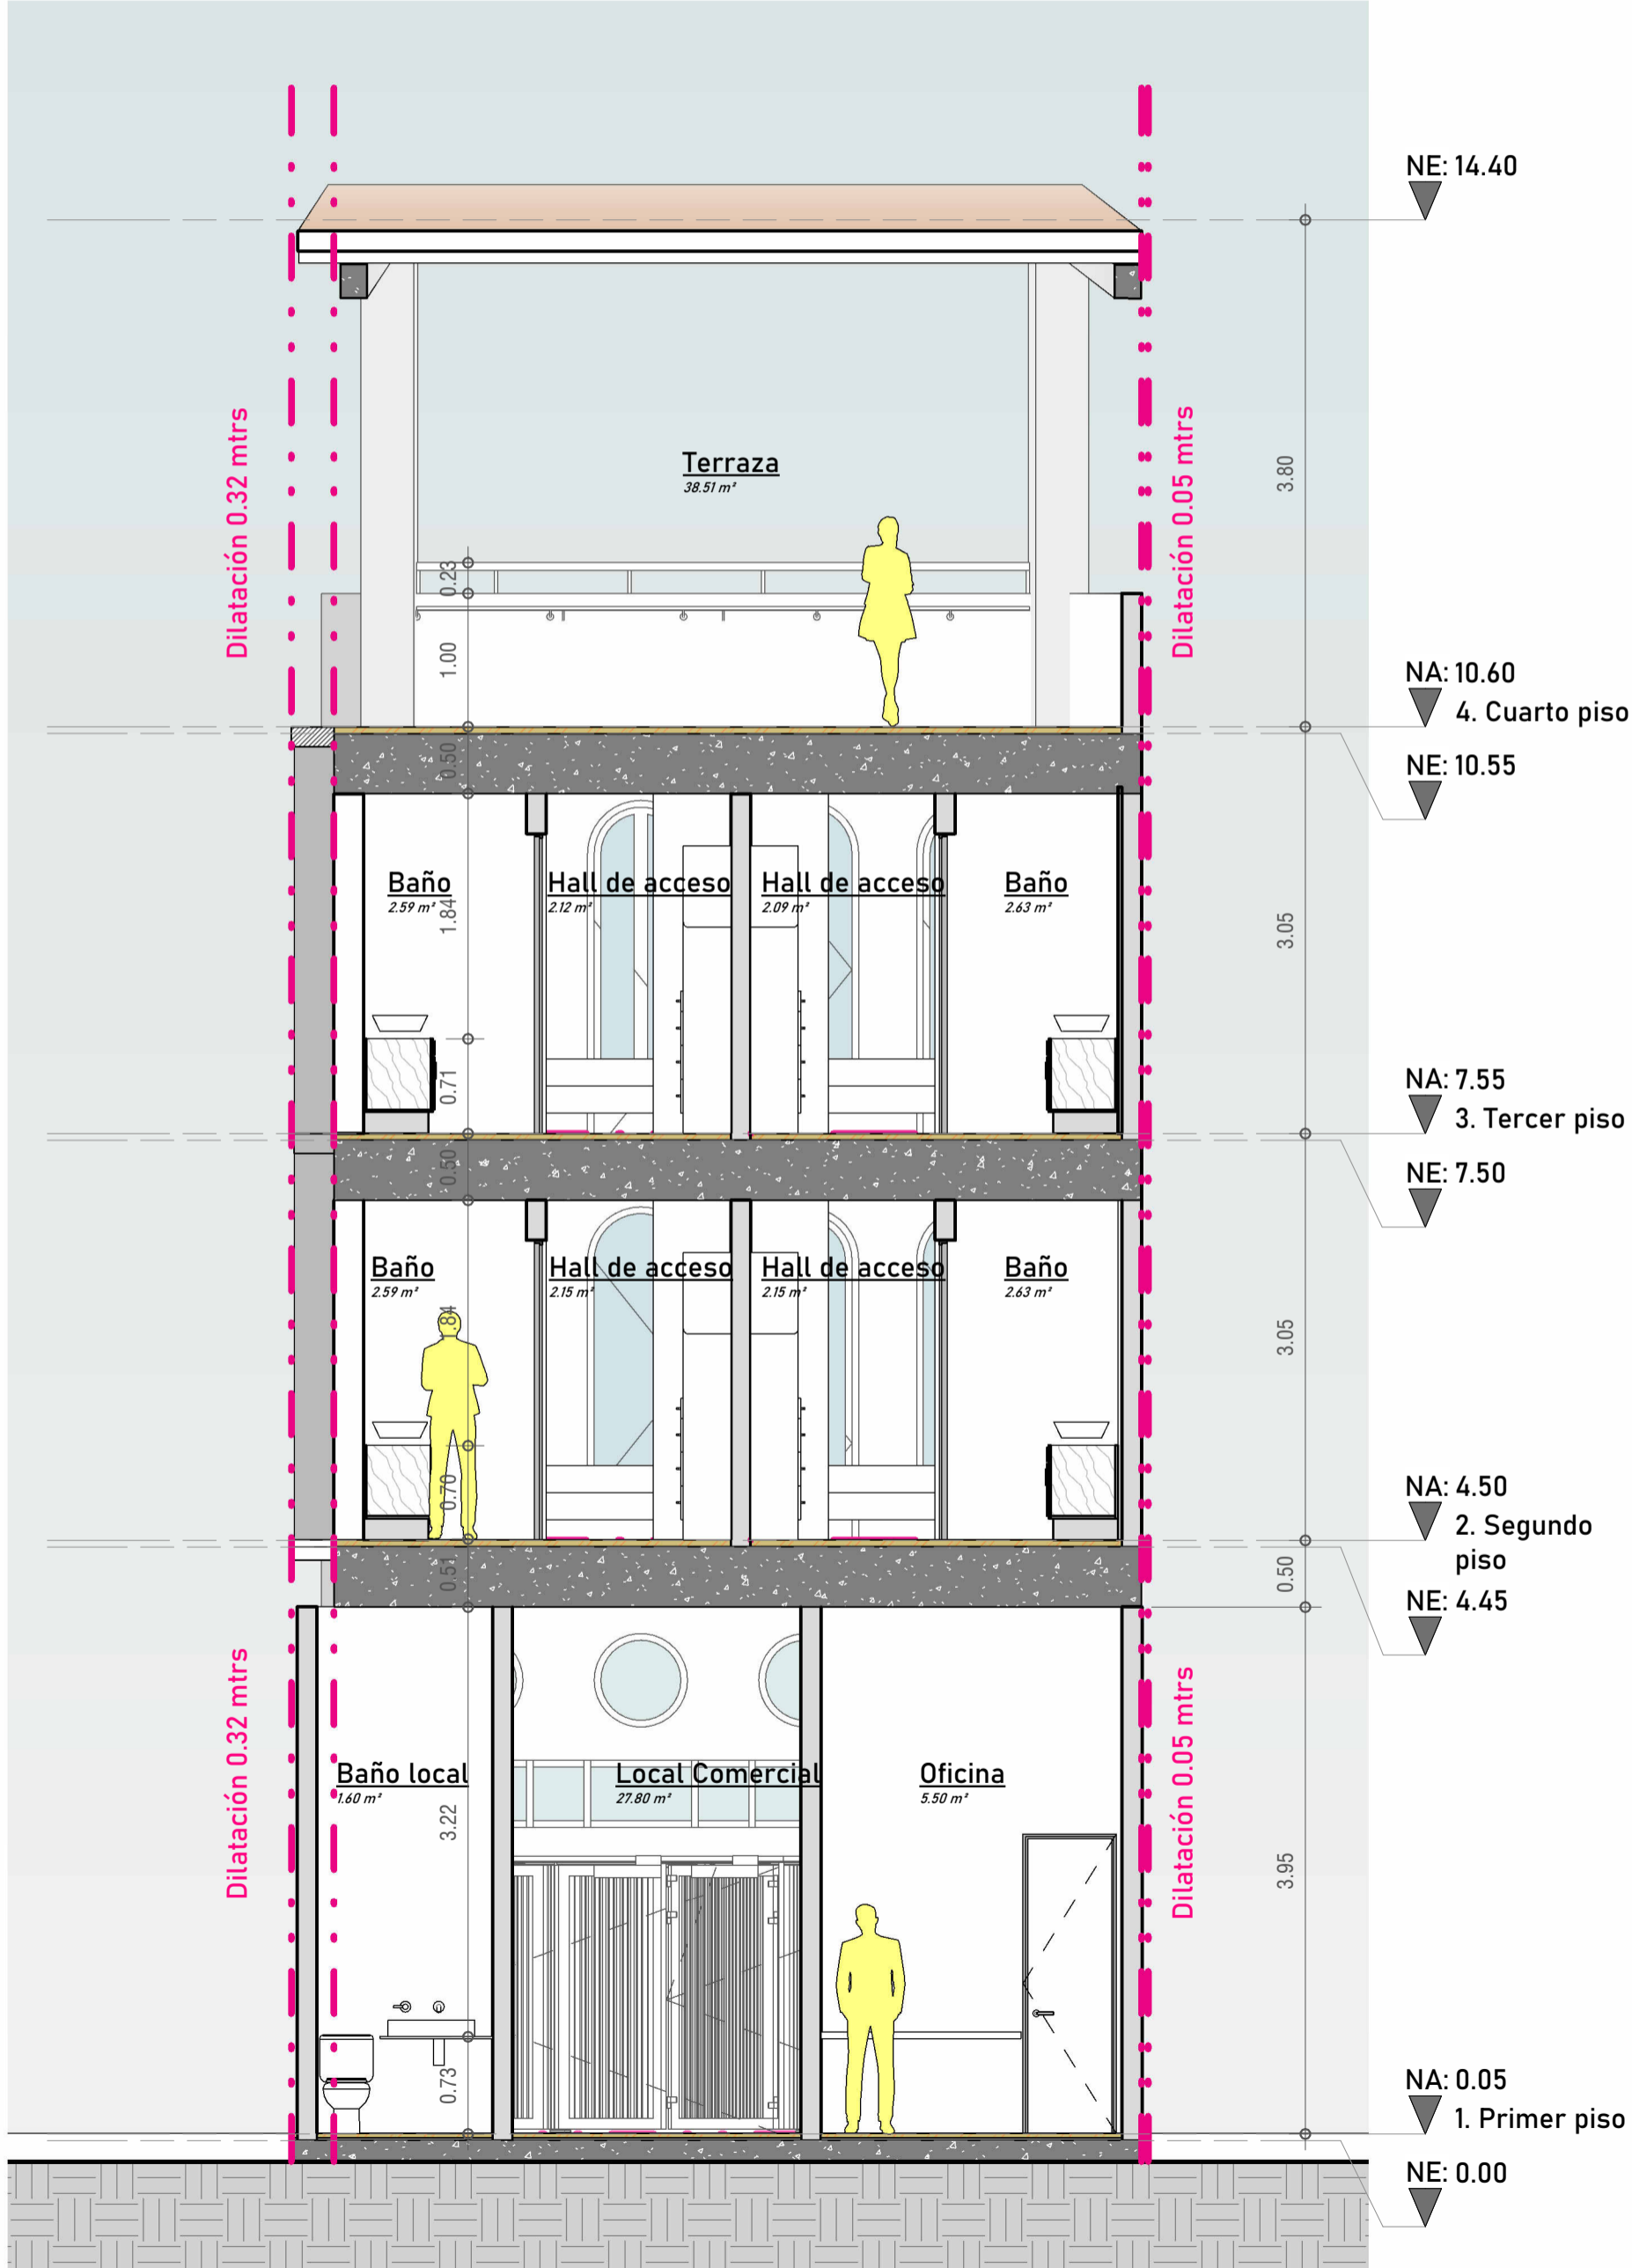 NE: 14.40
Dilatación 0.32 mtrs
Dilatación 0.05 mtrs
Terraza
38.51 m²
3.80
0.23
1.00
NA: 10.60
4. Cuarto piso
0.50
NE: 10.55
Baño
2.59 m²
Hall de acceso
2.12 m²
Hall de acceso
2.09 m²
Baño
2.63 m²
1.84
3.05
0.71
NA: 7.55
3. Tercer piso
0.50
NE: 7.50
Baño
2.59 m²
Hall de acceso
2.15 m²
Hall de acceso
2.15 m²
Baño
2.63 m²
1.84
3.05
0.70
NA: 4.50
2. Segundo
piso
0.51
0.50
NE: 4.45
Dilatación 0.32 mtrs
Dilatación 0.05 mtrs
Baño local
1.60 m²
Local Comercial
27.80 m²
Oficina
5.50 m²
3.22
3.95
0.73
NA: 0.05
1. Primer piso
NE: 0.00